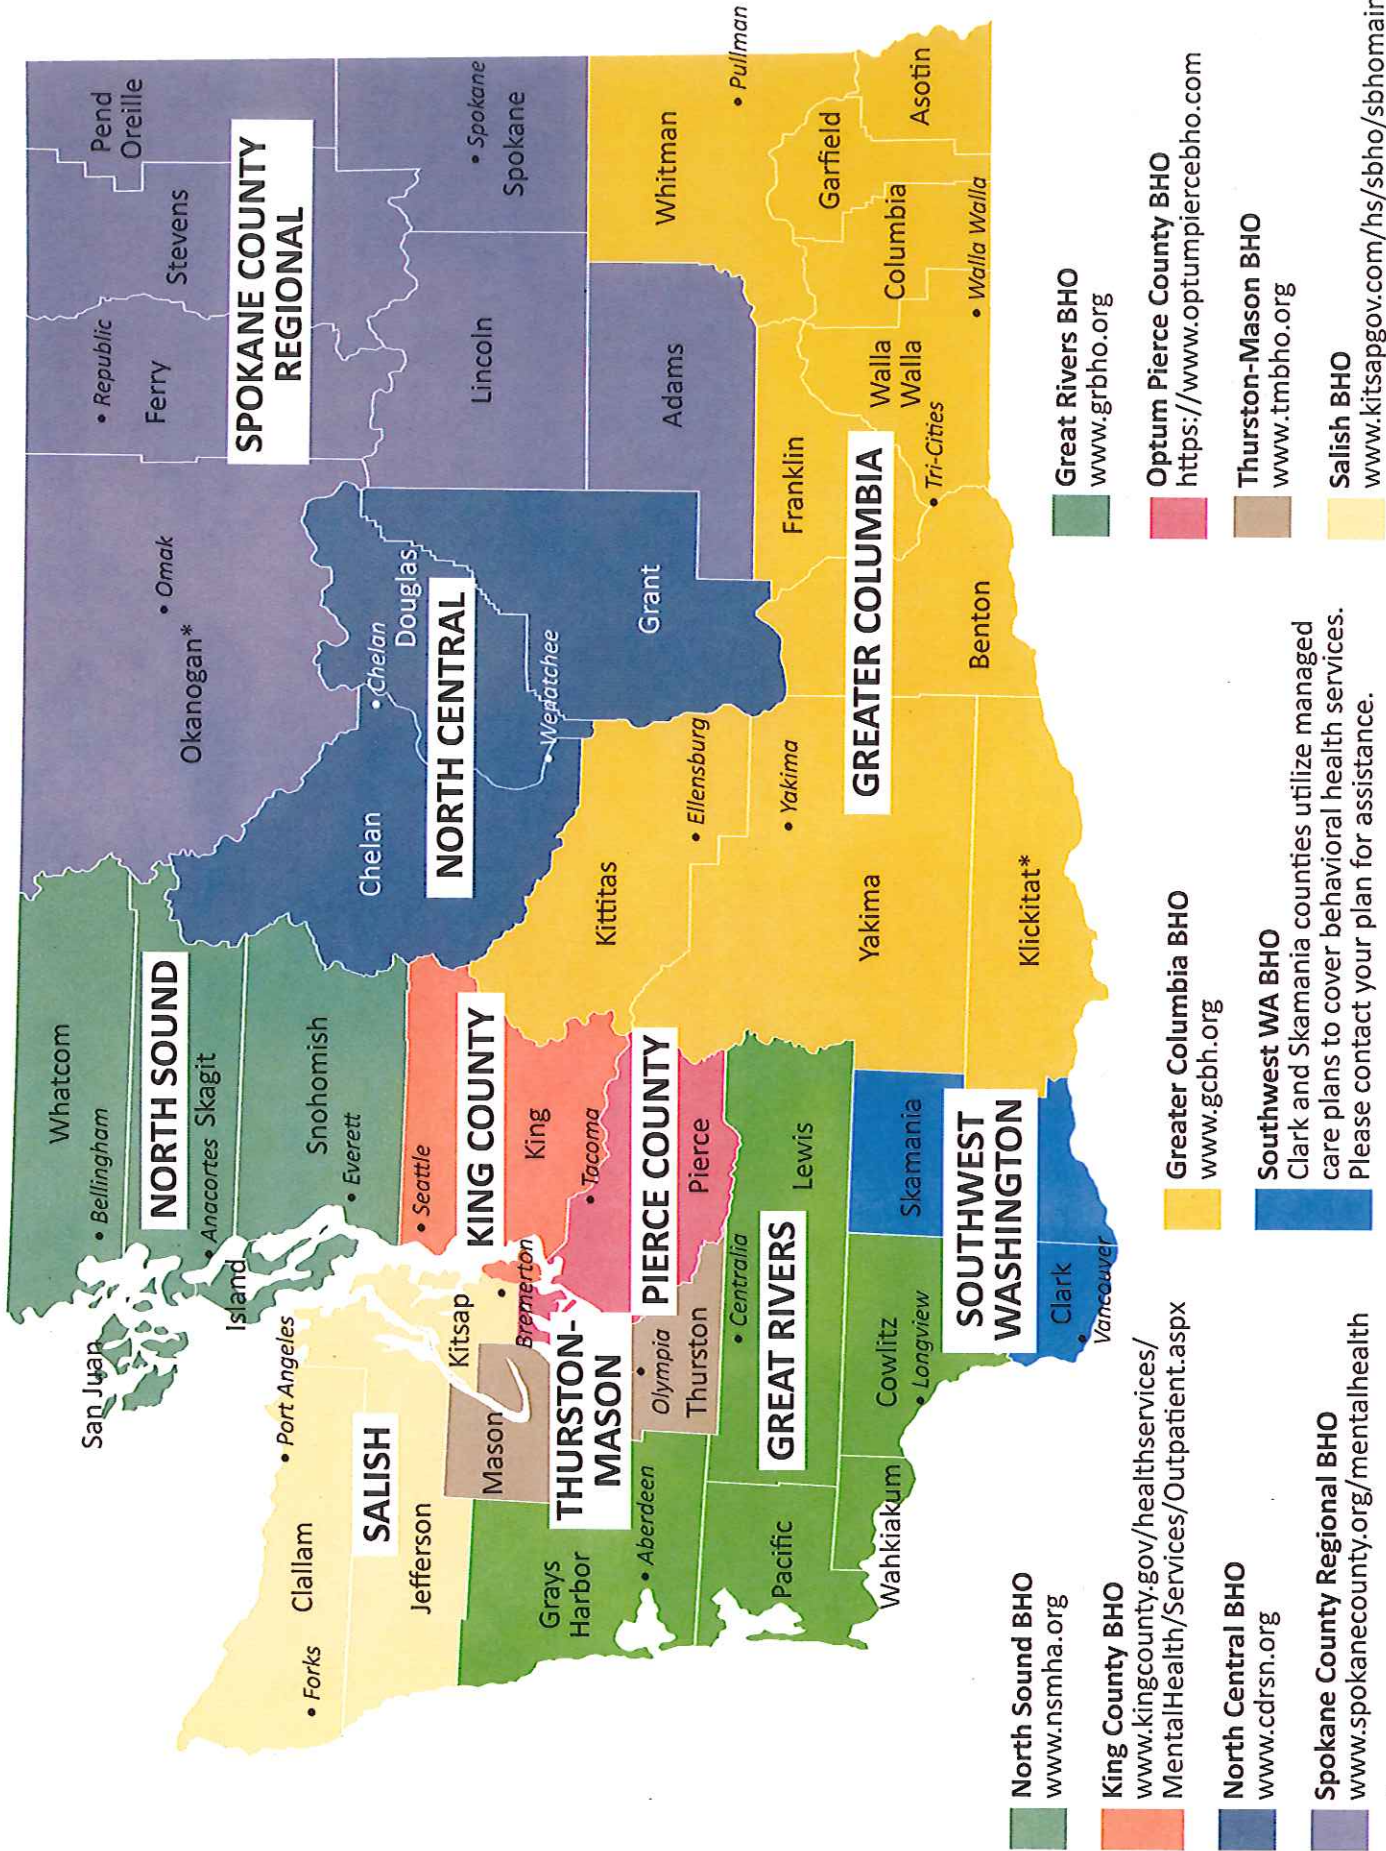 San Juan
Whatcom
• Bellingham
NORTH SOUND
• Anacortes
Skagit
Island
Snohomish
• Everett
Okanogan*
• Omak
• Republic
Ferry
Stevens
Pend
Oreille
SPOKANE COUNTY
REGIONAL
• Port Angeles
Clallam
• Forks
SALISH
Jefferson
Kitsap
• Bremerton
• Seattle
KING COUNTY
King
Chelan
• Chelan
Douglas
NORTH CENTRAL
• Wenatchee
Grant
Lincoln
• Spokane
Spokane
Adams
Mason
THURSTON-
MASON
Grays
Harbor
• Aberdeen
• Olympia
Thurston
• Tacoma
PIERCE COUNTY
Pierce
Kittitas
• Ellensburg
• Yakima
Yakima
Whitman
• Pullman
Franklin
GREATER COLUMBIA
Walla
Walla
Columbia
Garfield
Asotin
• Tri-Cities
• Walla Walla
Benton
Klickitat*
• Centralia
Lewis
GREAT RIVERS
Pacific
Wahkiakum
Cowlitz
• Longview
Skamania
SOUTHWEST
WASHINGTON
Clark
• Vancouver
North Sound BHO
www.nsmha.org
King County BHO
www.kingcounty.gov/healthservices/
MentalHealth/Services/Outpatient.aspx
North Central BHO
www.cdrsn.org
Spokane County Regional BHO
www.spokanecounty.org/mentalhealth
Greater Columbia BHO
www.gcbh.org
Southwest WA BHO
Clark and Skamania counties utilize managed
care plans to cover behavioral health services.
Please contact your plan for assistance.
Great Rivers BHO
www.grbho.org
Optum Pierce County BHO
https://www.optumpiercebho.com
Thurston-Mason BHO
www.tmbho.org
Salish BHO
www.kitsapgov.com/hs/sbho/sbhomain